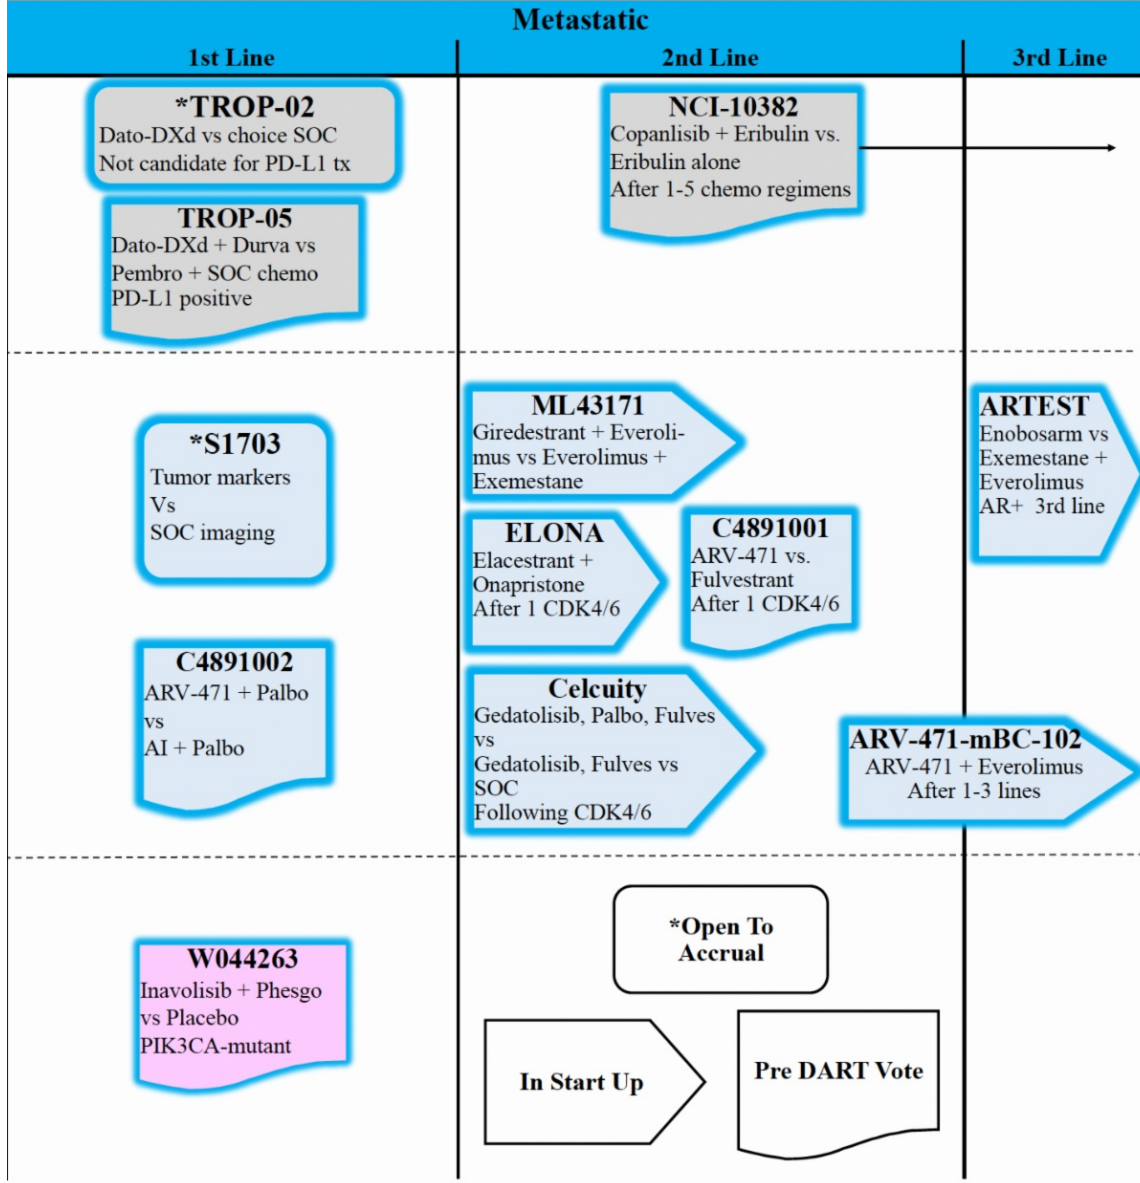 Metastatic
1st Line
2nd Line
3rd Line
*TROP-02
Dato-DXd vs choice SOC
Not candidate for PD-L1 tx
TROP-05
Dato-DXd + Durva vs
Pembro + SOC chemo
PD-L1 positive
NCI-10382
Copanlisib + Eribulin vs.
Eribulin alone
After 1-5 chemo regimens
*S1703
Tumor markers
Vs
SOC imaging
C4891002
ARV-471 + Palbo
vs
AI + Palbo
ML43171
Giredestrant + Everoli-
mus vs Everolimus +
Exemestane
ELONA
Elacestrant +
Onapristone
After 1 CDK4/6
C4891001
ARV-471 vs.
Fulvestrant
After 1 CDK4/6
Celcuity
Gedatolisib, Palbo, Fulves
vs
Gedatolisib, Fulves vs
SOC
Following CDK4/6
ARTEST
Enobosarm vs
Exemestane +
Everolimus
AR+ 3rd line
ARV-471-mBC-102
ARV-471 + Everolimus
After 1-3 lines
W044263
Inavolisib + Phesgo
vs Placebo
PIK3CA-mutant
*Open To
Accrual
In Start Up
Pre DART Vote